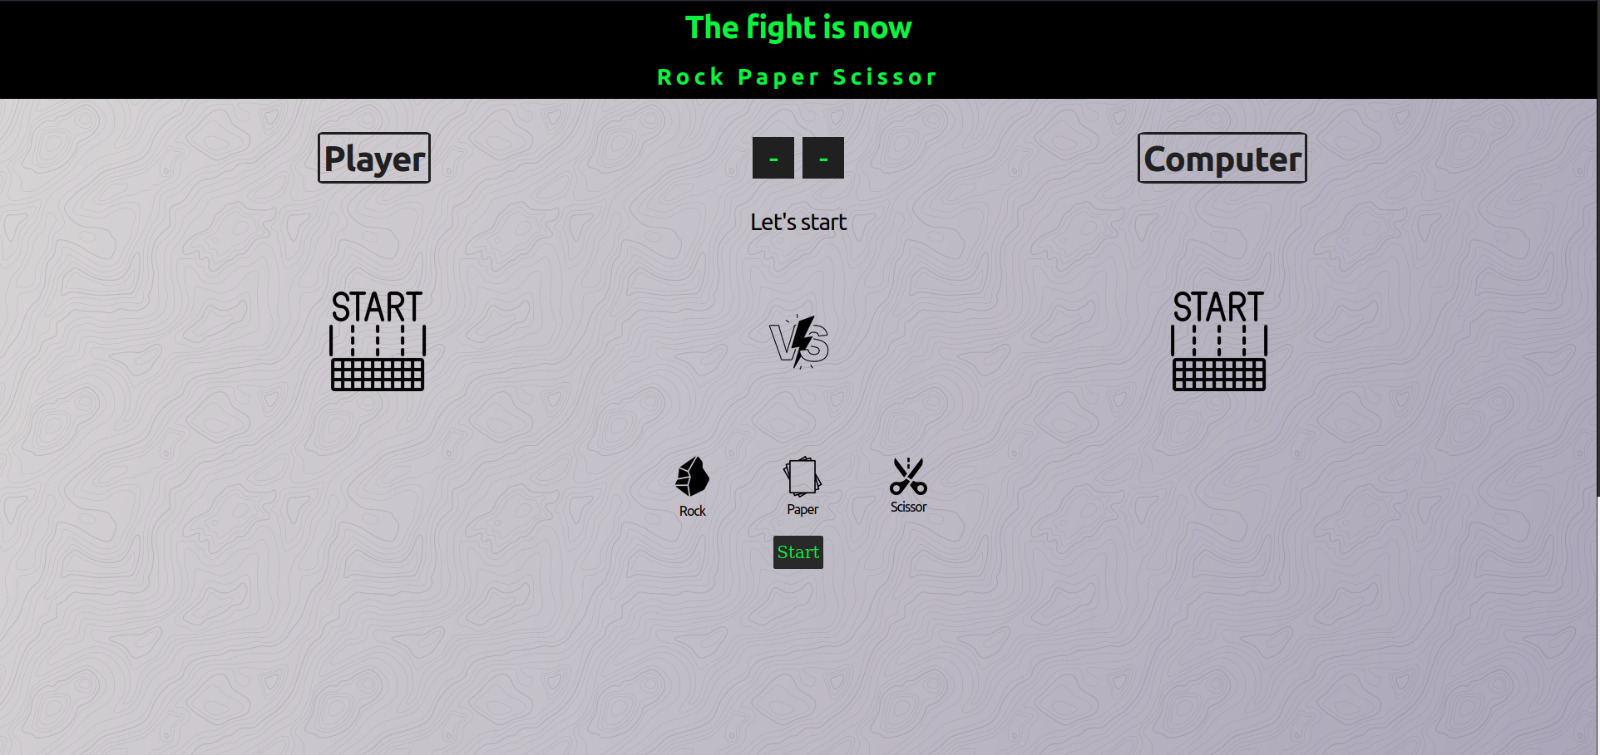 The fight is now
Rock Paper Scissor
Player
- -
Computer
Let's start
START
VS
START
Rock
Paper
Scissor
Start